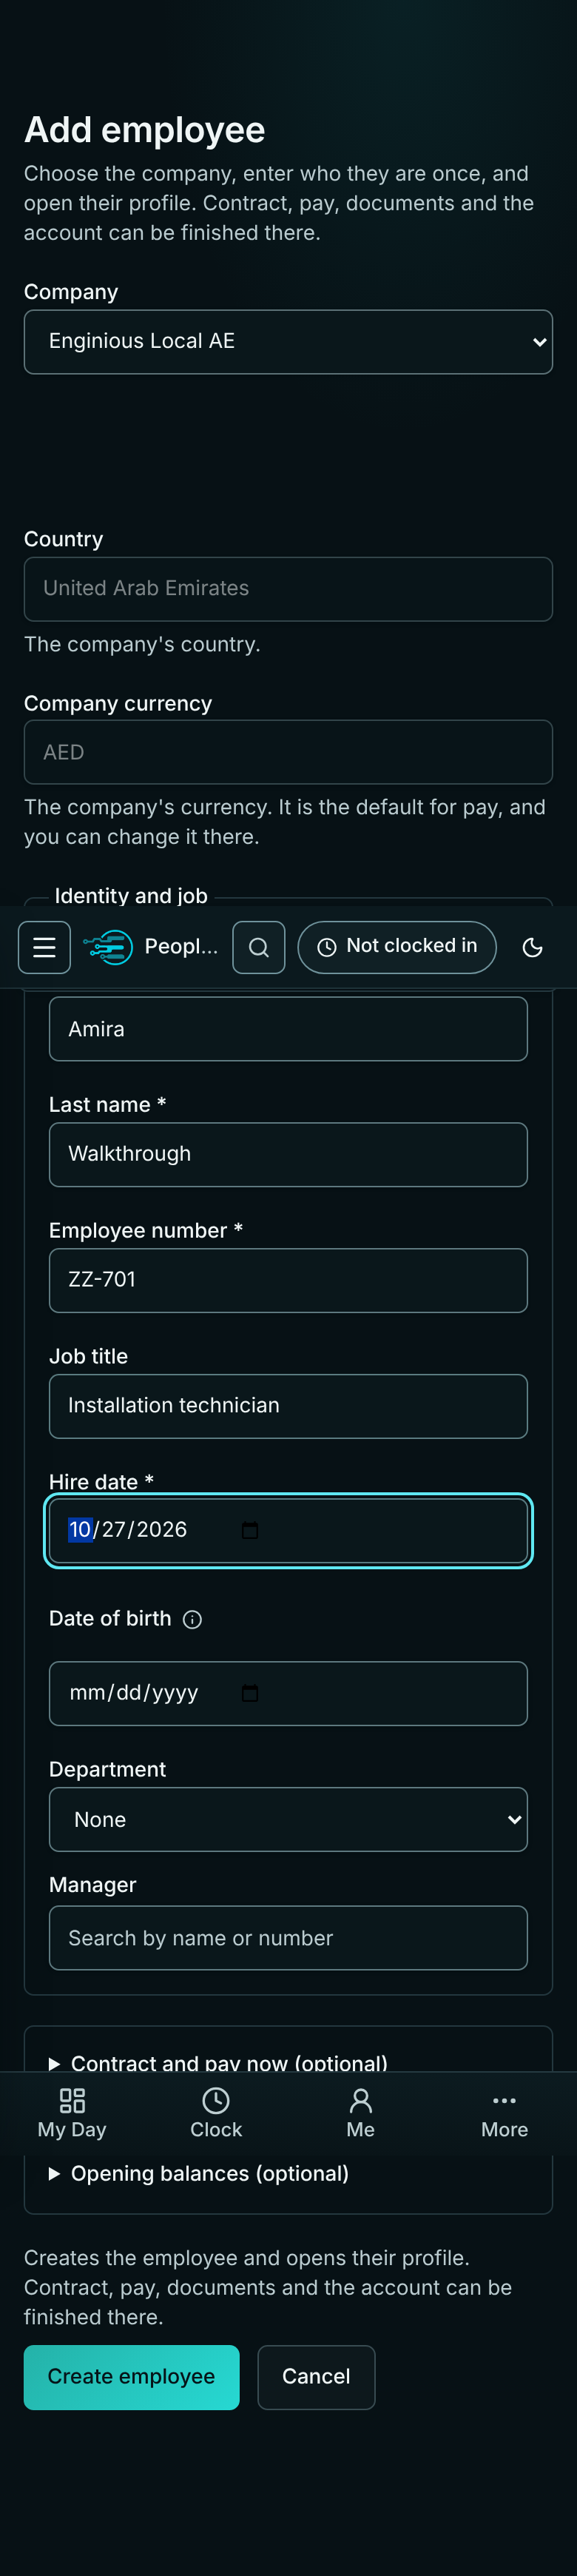 Add employee
Choose the company, enter who they are once, and
open their profile. Contract, pay, documents and the
account can be finished there.
Company
Enginious Local AE
Country
United Arab Emirates
The company's country.
Company currency
AED
The company's currency. It is the default for pay, and
you can change it there.
Identity and job
Peopl...
Not clocked in
Amira
Last name *
Walkthrough
Employee number *
ZZ-701
Job title
Installation technician
Hire date *
10/27/2026
Date of birth
mm/dd/yyyy
Department
None
Manager
Search by name or number
Contract and pay now (optional)
My Day
Clock
Me
More
Opening balances (optional)
Creates the employee and opens their profile.
Contract, pay, documents and the account can be
finished there.
Create employee
Cancel